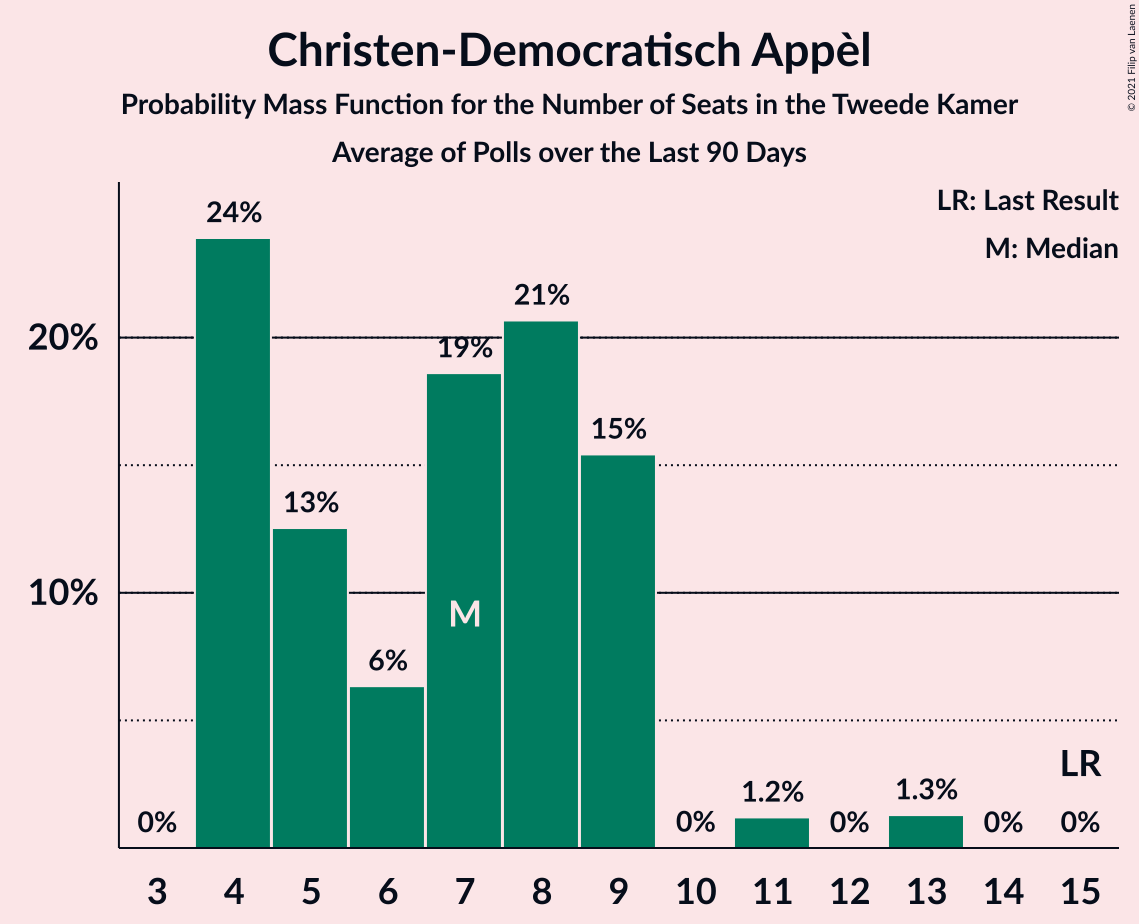 Christen-Democratisch Appèl
Probability Mass Function for the Number of Seats in the Tweede Kamer
Average of Polls over the Last 90 Days
© 2021 Filip van Laenen
LR: Last Result
M: Median
24%
21%
20%
19%
15%
13%
10%
M
6%
LR
0%
0%
1.2%
0%
1.3%
0%
0%
3 4 5 6 7 8 9 10 11 12 13 14 15